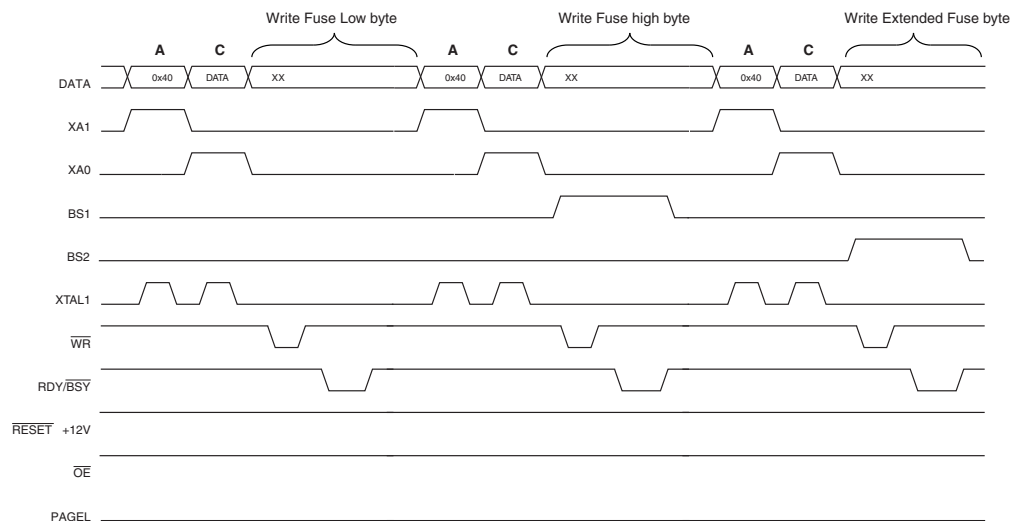 Write Fuse Low byte Write Fuse high byte Write Extended Fuse byte
A C A C A C
DATA 0x40 DATA XX 0x40 DATA XX 0x40 DATA XX
XA1
XA0
BS1
BS2
XTAL1
WR
RDY/BSY
RESET +12V
OE
PAGEL